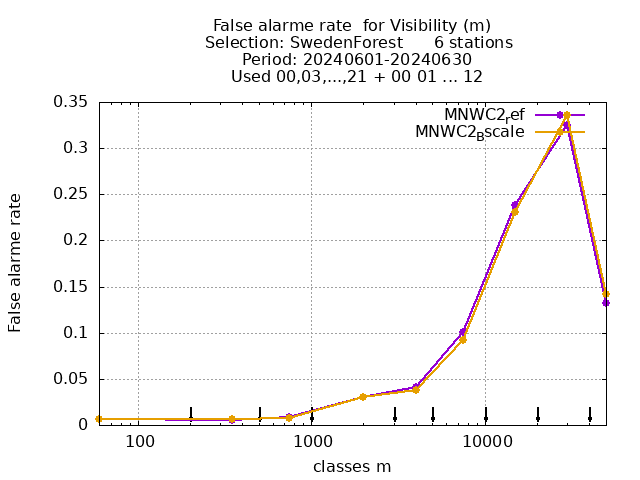 False alarme rate  for Visibility (m)
Selection: SwedenForest      6 stations
Period: 20240601-20240630
Used 00,03,...,21 + 00 01 ... 12
MNWC2ref
MNWC2Bscale
False alarme rate
0.35
0.3
0.25
0.2
0.15
0.1
0.05
0
100
1000
10000
classes m